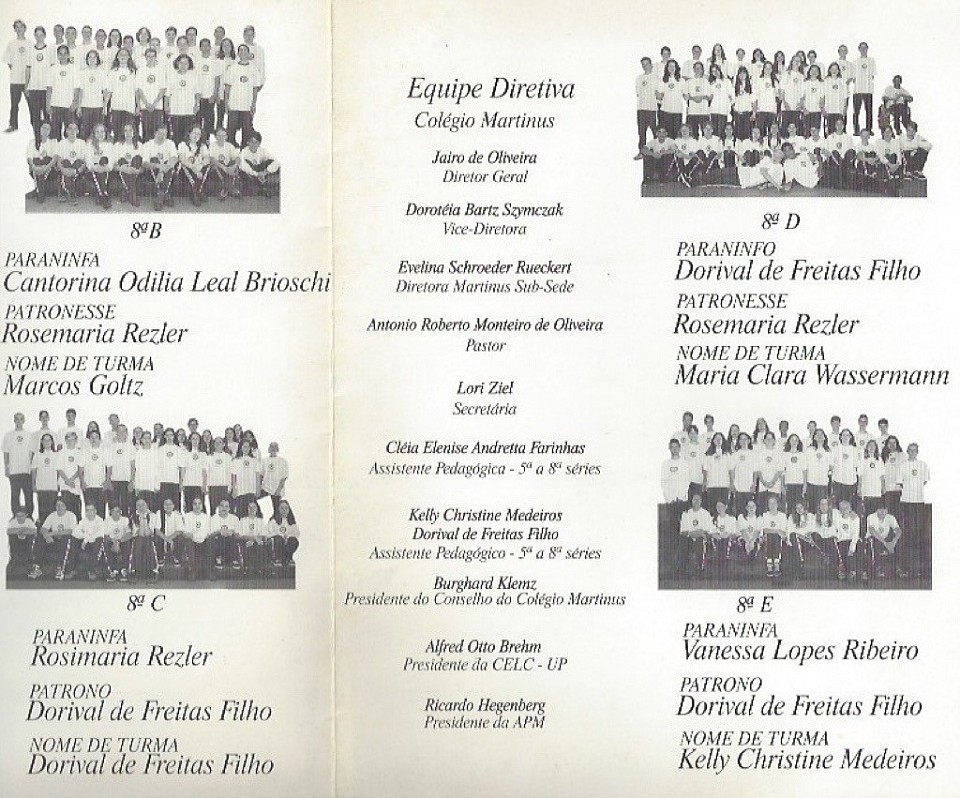 8ªB
PARANINFA
Cantorina Odilia Leal Brioschi
PATRONESSE
Rosemaria Rezler
NOME DE TURMA
Marcos Goltz
8ª C
PARANINFA
Rosimaria Rezler
PATRONO
Dorival de Freitas Filho
NOME DE TURMA
Dorival de Freitas Filho
Equipe Diretiva
Colégio Martinus
Jairo de Oliveira
Diretor Geral
Dorotéia Bartz Szymczak
Vice-Diretora
Evelina Schroeder Rueckert
Diretora Martinus Sub-Sede
Antonio Roberto Monteiro de Oliveira
Pastor
Lori Ziel
Secretária
Cléia Elenise Andretta Farinhas
Assistente Pedagógica - 5ª a 8ª séries
Kelly Christine Medeiros
Dorival de Freitas Filho
Assistente Pedagógico - 5ª a 8ª séries
Burghard Klemz
Presidente do Conselho do Colégio Martinus
Alfred Otto Brehm
Presidente da CELC - UP
Ricardo Hegenberg
Presidente da APM
8ª D
PARANINFO
Dorival de Freitas Filho
PATRONESSE
Rosemaria Rezler
NOME DE TURMA
Maria Clara Wassermann
8ª E
PARANINFA
Vanessa Lopes Ribeiro
PATRONO
Dorival de Freitas Filho
NOME DE TURMA
Kelly Christine Medeiros